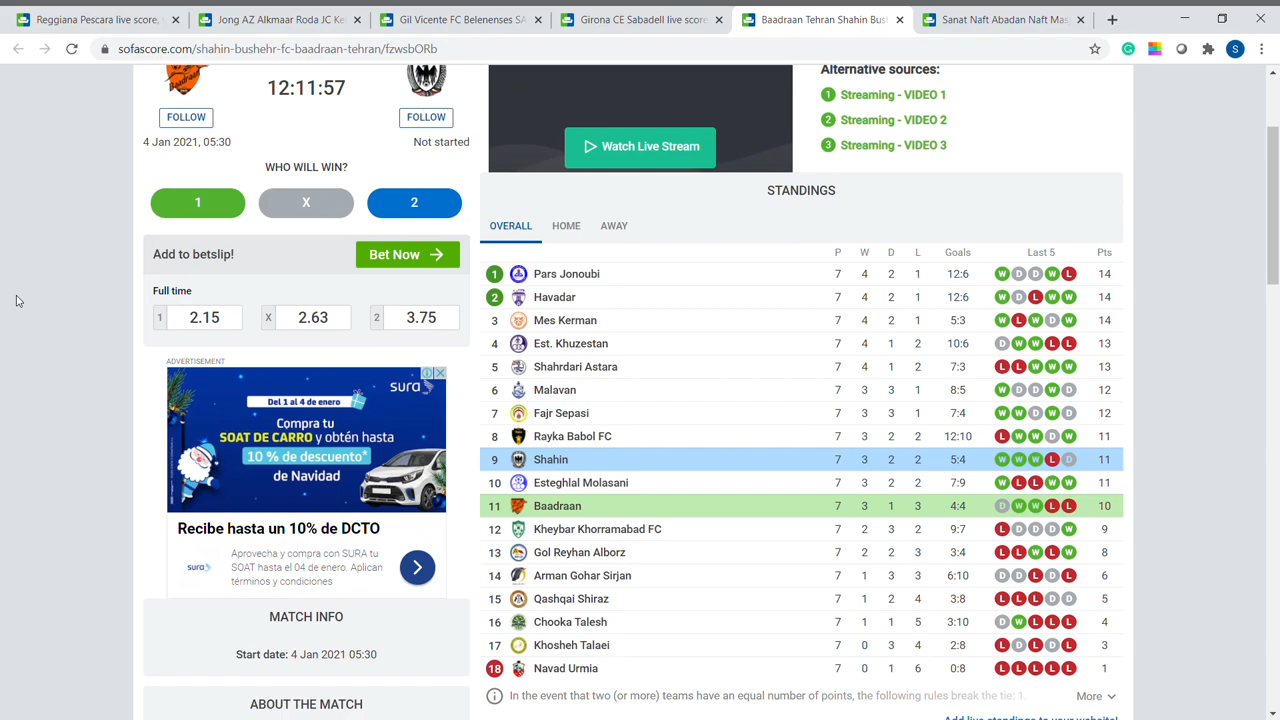 Reggiana Pescara live score,
Jong AZ Alkmaar Roda JC Ke
Gil Vicente FC Belenenses SA
Girona CE Sabadell live score
Baadraan Tehran Shahin Bus
Sanat Naft Abadan Naft Mas
sofascore.com/shahin-bushehr-fc-baadraan-tehran/fzwsbORb
S
Baadraan
12:11:57
FOLLOW
FOLLOW
4 Jan 2021, 05:30
Not started
WHO WILL WIN?
1 X 2
Add to betslip!
Bet Now
Full time
1 2.15 X 2.63 2 3.75
ADVERTISEMENT
sura
Del 1 al 4 de enero
Compra tu
SOAT DE CARRO y obtén hasta
10 % de descuento*
de Navidad
Recibe hasta un 10% de DCTO
sura
Aprovecha y compra con SURA tu
SOAT hasta el 04 de enero. Aplican
términos y condiciones
MATCH INFO
Start date: 4 Jan 2021 05:30
ABOUT THE MATCH
Watch Live Stream
Alternative sources:
1 Streaming - VIDEO 1
2 Streaming - VIDEO 2
3 Streaming - VIDEO 3
STANDINGS
OVERALL HOME AWAY
P W D L Goals Last 5 Pts
1 Pars Jonoubi 7 4 2 1 12:6 W D D W L 14
2 Havadar 7 4 2 1 12:6 W D L W W 14
3 Mes Kerman 7 4 2 1 5:3 W L W D W 14
4 Est. Khuzestan 7 4 1 2 10:6 D W W L L 13
5 Shahrdari Astara 7 4 1 2 7:3 L L W W W 13
6 Malavan 7 3 3 1 8:5 W D D W D 12
7 Fajr Sepasi 7 3 3 1 7:4 W W D W D 12
8 Rayka Babol FC 7 3 2 2 12:10 L W W D W 11
9 Shahin 7 3 2 2 5:4 W W W L D 11
10 Esteghlal Molasani 7 3 2 2 7:9 W L L W W 11
11 Baadraan 7 3 1 3 4:4 D W W L L 10
12 Kheybar Khorramabad FC 7 2 3 2 9:7 L D D D W 9
13 Gol Reyhan Alborz 7 2 2 3 3:4 L L W L W 8
14 Arman Gohar Sirjan 7 1 3 3 6:10 D D L D L 6
15 Qashqai Shiraz 7 1 2 4 3:8 L L L D D 5
16 Chooka Talesh 7 1 1 5 3:10 D W L L L 4
17 Khosheh Talaei 7 0 3 4 2:8 L D L D L 3
18 Navad Urmia 7 0 1 6 0:8 L L L L L 1
In the event that two (or more) teams have an equal number of points, the following rules break the tie: 1.
More
Add live standings to your website!